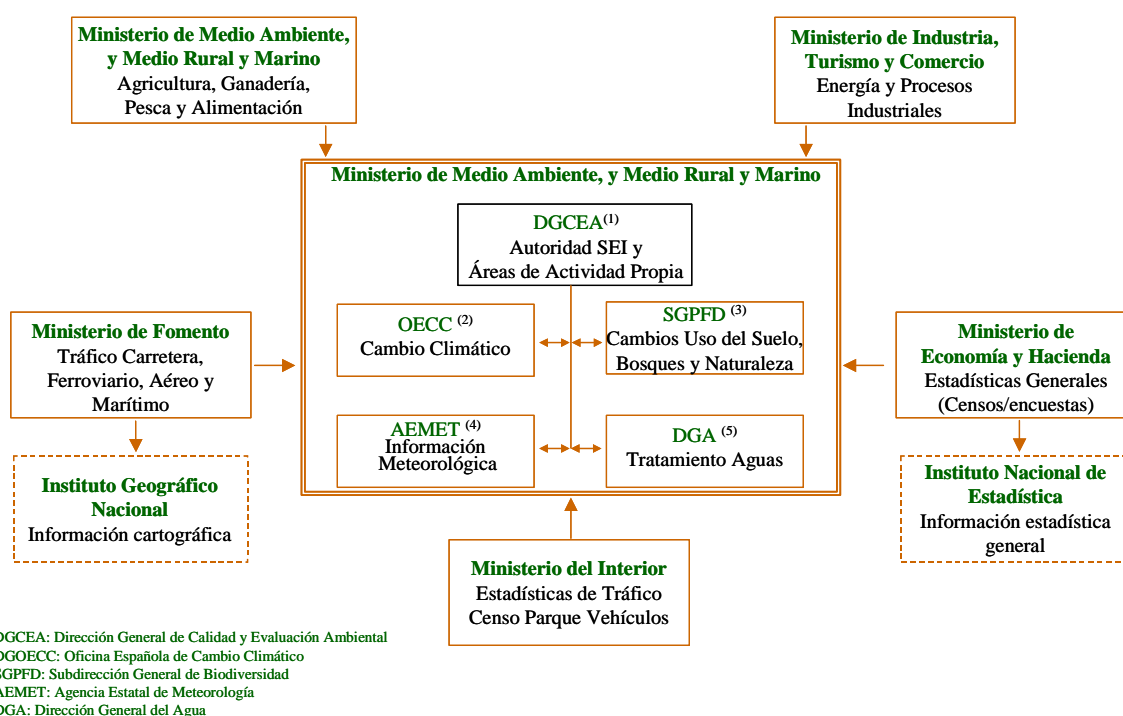 Ministerio de Medio Ambiente,
y Medio Rural y Marino
Agricultura, Ganadería,
Pesca y Alimentación
Ministerio de Industria,
Turismo y Comercio
Energía y Procesos
Industriales
Ministerio de Medio Ambiente, y Medio Rural y Marino
DGCEA(1)
Autoridad SEI y
Áreas de Actividad Propia
OECC (2)
Cambio Climático
SGPFD (3)
Cambios Uso del Suelo,
Bosques y Naturaleza
AEMET (4)
Información
Meteorológica
DGA (5)
Tratamiento Aguas
Ministerio de Fomento
Tráfico Carretera,
Ferroviario, Aéreo y
Marítimo
Instituto Geográfico
Nacional
Información cartográfica
Ministerio de
Economía y Hacienda
Estadísticas Generales
(Censos/encuestas)
Instituto Nacional de
Estadística
Información estadística
general
Ministerio del Interior
Estadísticas de Tráfico
Censo Parque Vehículos
DGCEA: Dirección General de Calidad y Evaluación Ambiental
DGOECC: Oficina Española de Cambio Climático
SGPFD: Subdirección General de Biodiversidad
AEMET: Agencia Estatal de Meteorología
DGA: Dirección General del Agua